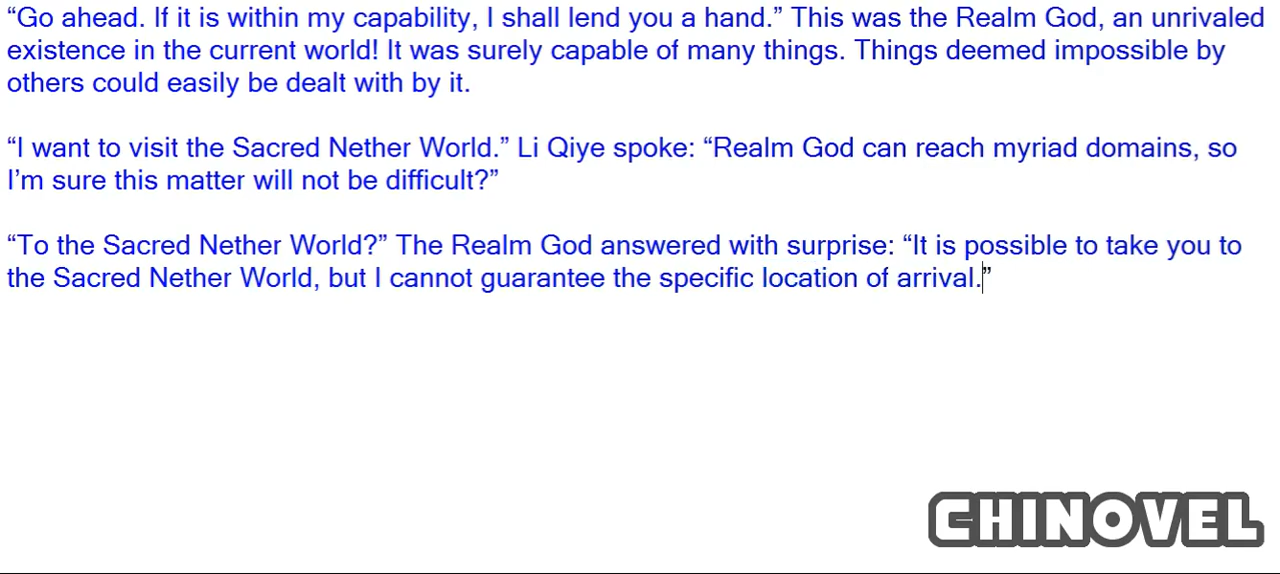 “Go ahead. If it is within my capability, I shall lend you a hand.” This was the Realm God, an unrivaled
existence in the current world! It was surely capable of many things. Things deemed impossible by
others could easily be dealt with by it.
“I want to visit the Sacred Nether World.” Li Qiye spoke: “Realm God can reach myriad domains, so
I’m sure this matter will not be difficult?”
“To the Sacred Nether World?” The Realm God answered with surprise: “It is possible to take you to
the Sacred Nether World, but I cannot guarantee the specific location of arrival.”
CHINOVEL